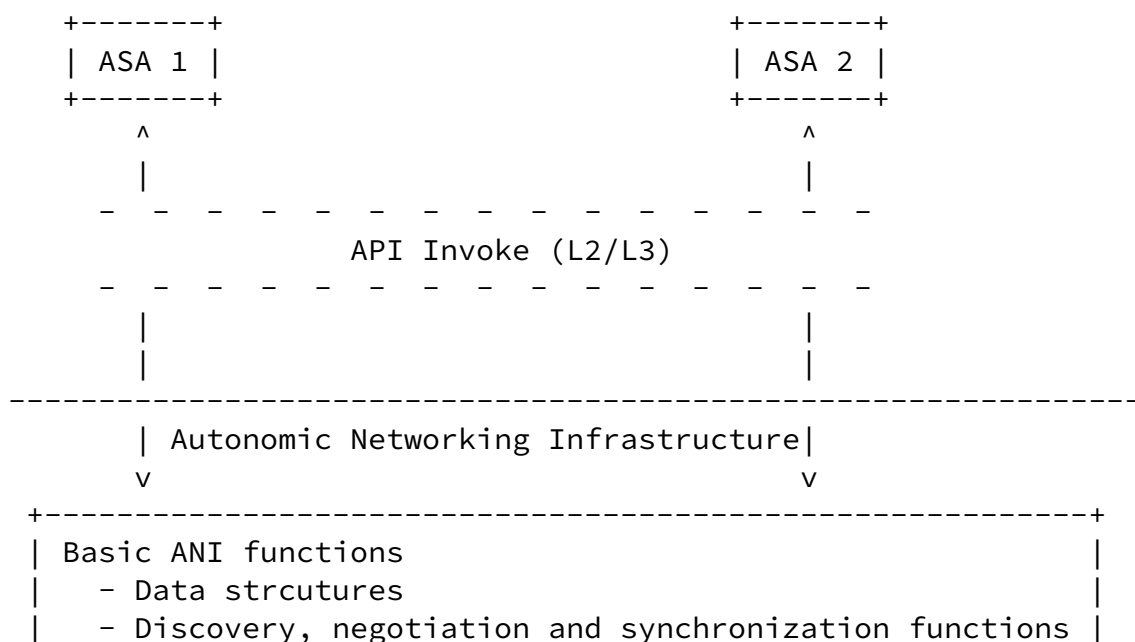 +-------+ +-------+
| ASA 1 | | ASA 2 |
+-------+ +-------+
^ ^
| |
- - - - - - - - - - - - - - -
API Invoke (L2/L3)
- - - - - - - - - - - - - - -
| |
| |
---------------------------------------------------------------
| Autonomic Networking Infrastructure|
v v
+----------------------------------------------------------+
| Basic ANI functions |
| - Data strcutures |
| - Discovery, negotiation and synchronization functions |